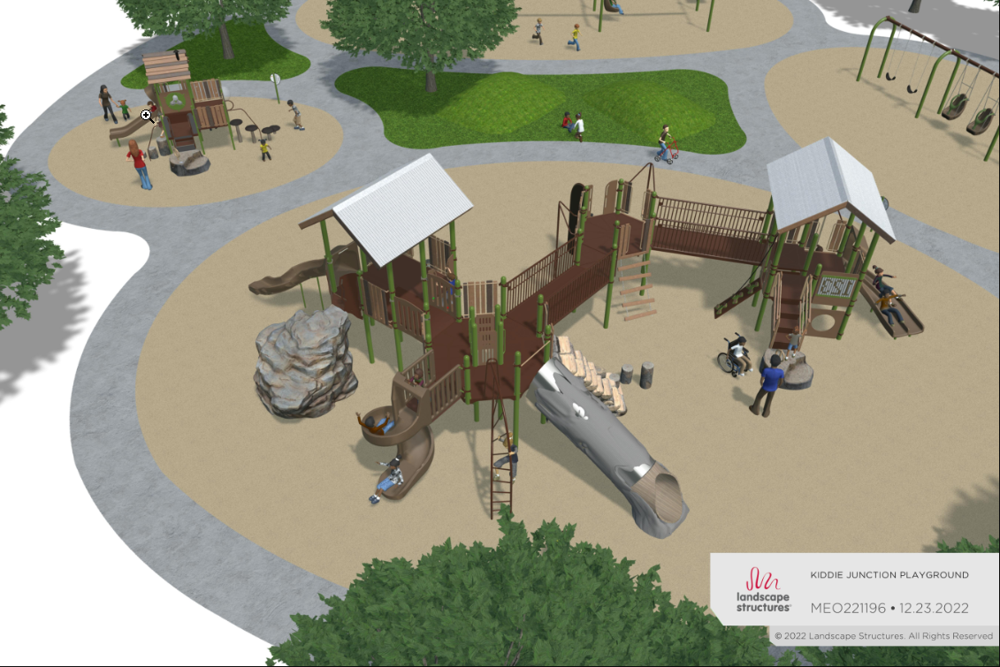 landscape
structures
KIDDIE JUNCTION PLAYGROUND
MEO221196 • 12.23.2022
© 2022 Landscape Structures. All Rights Reserved